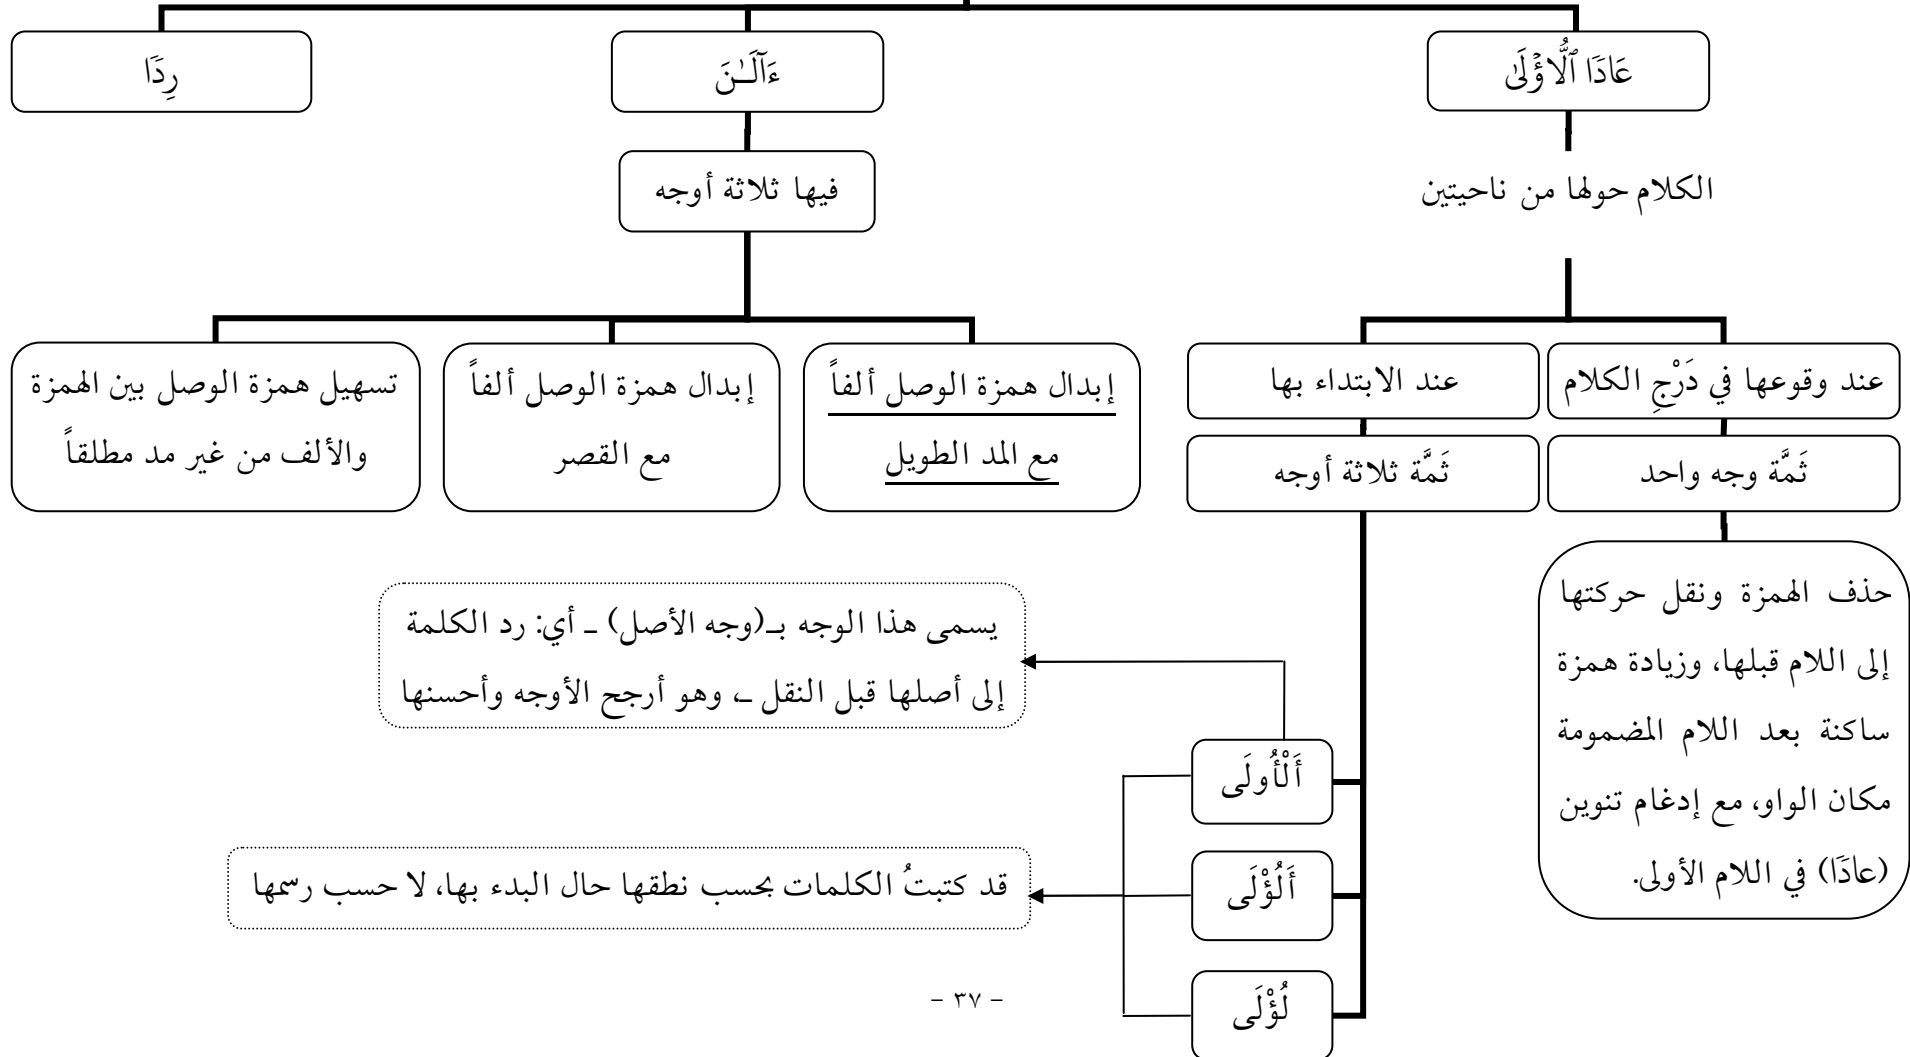 عَادَا ٱلُّاؤْلَىٰ
ءَآلَـٰنَ
رِدَا
الكلام حولها من ناحيتين
فيها ثلاثة أوجه
عند وقوعها في دَرْجِ الكلام
عند الابتداء بها
ثَمَّة وجه واحد
ثَمَّة ثلاثة أوجه
إبدال همزة الوصل ألفاً
مع المد الطويل
إبدال همزة الوصل ألفاً
مع القصر
تسهيل همزة الوصل بين الهمزة
والألف من غير مد مطلقاً
حذف الهمزة ونقل حركتها
إلى اللام قبلها، وزيادة همزة
ساكنة بعد اللام المضمومة
مكان الواو، مع إدغام تنوين
(عادَا) في اللام الأولى.
يسمى هذا الوجه بـ(وجه الأصل) ـ أي: رد الكلمة
إلى أصلها قبل النقل ـ، وهو أرجح الأوجه وأحسنها
أَلْأُولَى
أَلُؤْلَى
لُؤْلَى
قد كتبتُ الكلمات بحسب نطقها حال البدء بها، لا حسب رسمها
- ٣٧ -